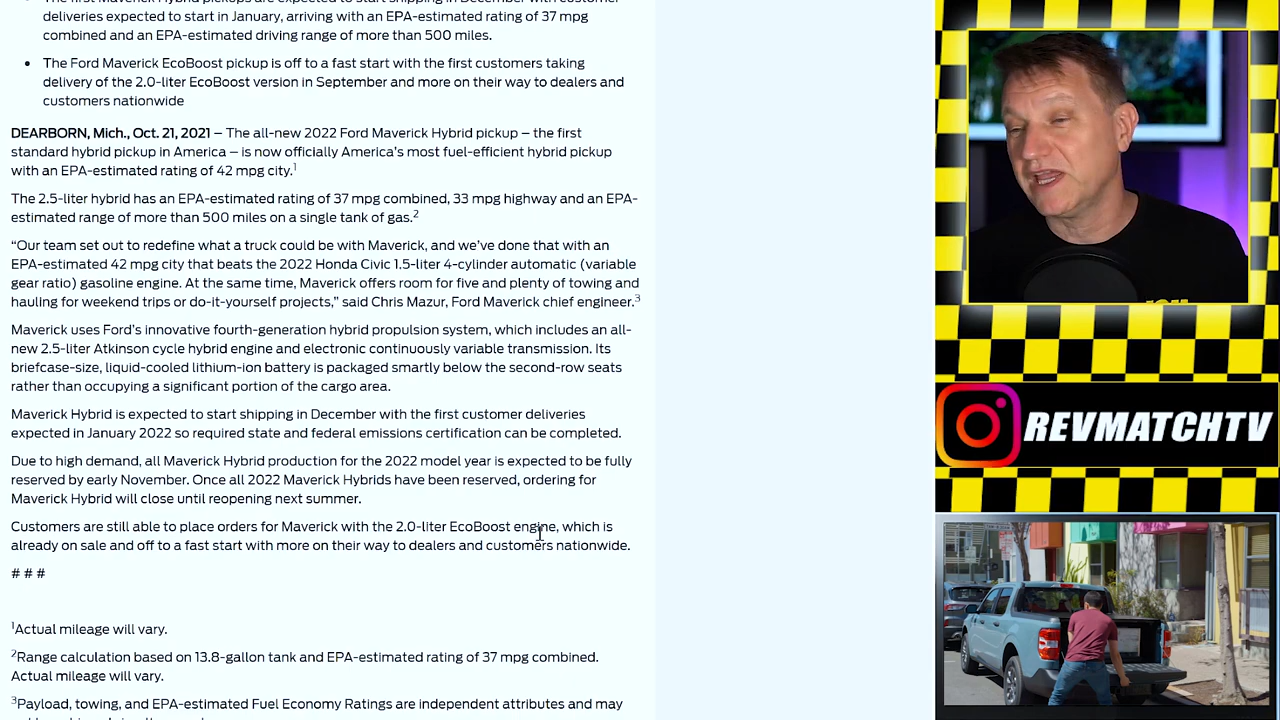 The first Maverick Hybrid pickups are expected to start shipping in December with customer
deliveries expected to start in January, arriving with an EPA-estimated rating of 37 mpg
combined and an EPA-estimated driving range of more than 500 miles.
• The Ford Maverick EcoBoost pickup is off to a fast start with the first customers taking
delivery of the 2.0-liter EcoBoost version in September and more on their way to dealers and
customers nationwide
DEARBORN, Mich., Oct. 21, 2021 – The all-new 2022 Ford Maverick Hybrid pickup – the first
standard hybrid pickup in America – is now officially America's most fuel-efficient hybrid pickup
with an EPA-estimated rating of 42 mpg city.1
The 2.5-liter hybrid has an EPA-estimated rating of 37 mpg combined, 33 mpg highway and an EPA-
estimated range of more than 500 miles on a single tank of gas.2
“Our team set out to redefine what a truck could be with Maverick, and we’ve done that with an
EPA-estimated 42 mpg city that beats the 2022 Honda Civic 1.5-liter 4-cylinder automatic (variable
gear ratio) gasoline engine. At the same time, Maverick offers room for five and plenty of towing and
hauling for weekend trips or do-it-yourself projects,” said Chris Mazur, Ford Maverick chief engineer.3
Maverick uses Ford’s innovative fourth-generation hybrid propulsion system, which includes an all-
new 2.5-liter Atkinson cycle hybrid engine and electronic continuously variable transmission. Its
briefcase-size, liquid-cooled lithium-ion battery is packaged smartly below the second-row seats
rather than occupying a significant portion of the cargo area.
Maverick Hybrid is expected to start shipping in December with the first customer deliveries
expected in January 2022 so required state and federal emissions certification can be completed.
Due to high demand, all Maverick Hybrid production for the 2022 model year is expected to be fully
reserved by early November. Once all 2022 Maverick Hybrids have been reserved, ordering for
Maverick Hybrid will close until reopening next summer.
Customers are still able to place orders for Maverick with the 2.0-liter EcoBoost engine, which is
already on sale and off to a fast start with more on their way to dealers and customers nationwide.
# # #
1Actual mileage will vary.
2Range calculation based on 13.8-gallon tank and EPA-estimated rating of 37 mpg combined.
Actual mileage will vary.
3Payload, towing, and EPA-estimated Fuel Economy Ratings are independent attributes and may
REVMATCHTV